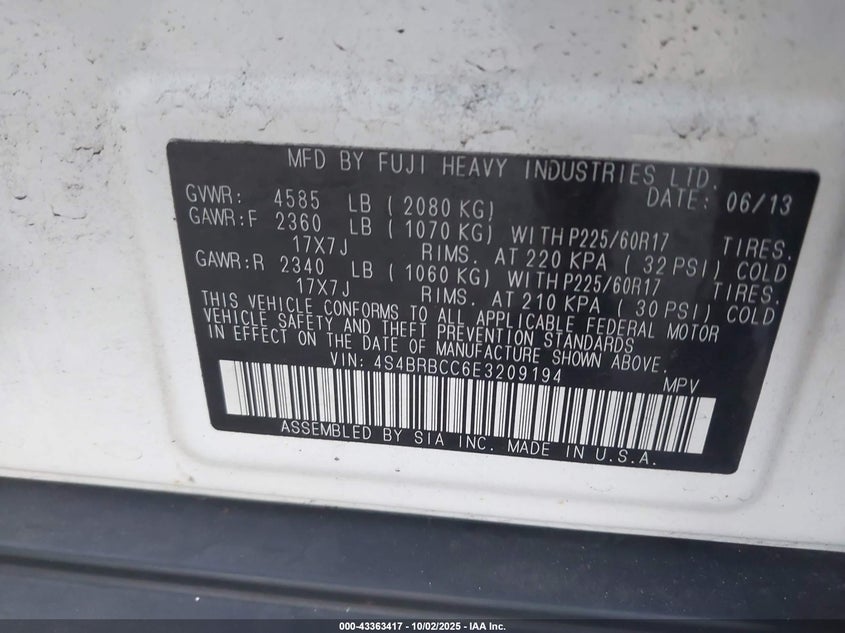 MFD BY FUJI HEAVY INDUSTRIES LTD.
GVWR: 4585 LB ( 2080 KG) DATE: 06/13
GAWR:F 2360 LB ( 1070 KG) WITH P225/60R17 TIRES.
17X7J RIMS. AT 220 KPA ( 32 PSI) COLD
GAWR:R 2340 LB ( 1060 KG) WITH P225/60R17 TIRES.
17X7J RIMS. AT 210 KPA ( 30 PSI) COLD
THIS VEHICLE CONFORMS TO ALL APPLICABLE FEDERAL MOTOR
VEHICLE SAFETY AND THEFT PREVENTION STANDARDS
IN EFFECT ON THE DATE OF MANUFACTURE SHOWN ABOVE.
VIN: 4S4BRBCC6E3209194 MPV
ASSEMBLED BY SIA INC. MADE IN U.S.A.
000-43363417 - 10/02/2025 - IAA Inc.